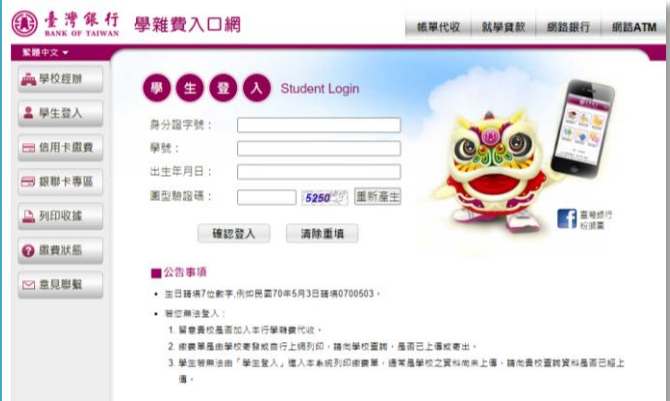 臺灣銀行
BANK OF TAIWAN
學雜費入口網
帳單代收 就學貸款 網路銀行 網路ATM
繁體中文
學校經辦
學生登入
信用卡繳費
銀聯卡專區
列印收據
繳費狀態
意見聯繫
學生登入 Student Login
身分證字號：
學號：
出生年月日：
圖型驗證碼： 5250 重新產生
確認登入 清除重填
臺灣銀行
粉絲團
公告事項
生日請填7位數字,例如民國70年5月3日請填0700503。
若您無法登入：
1. 留意貴校是否加入本行學雜費代收。
2. 繳費單是由學校寄發或自行上網列印，請向學校查詢，是否已上傳或寄出。
3. 學生若無法由「學生登入」進入本系統列印繳費單，通常是學校之資料尚未上傳，請向貴校查詢資料是否已經上
傳。